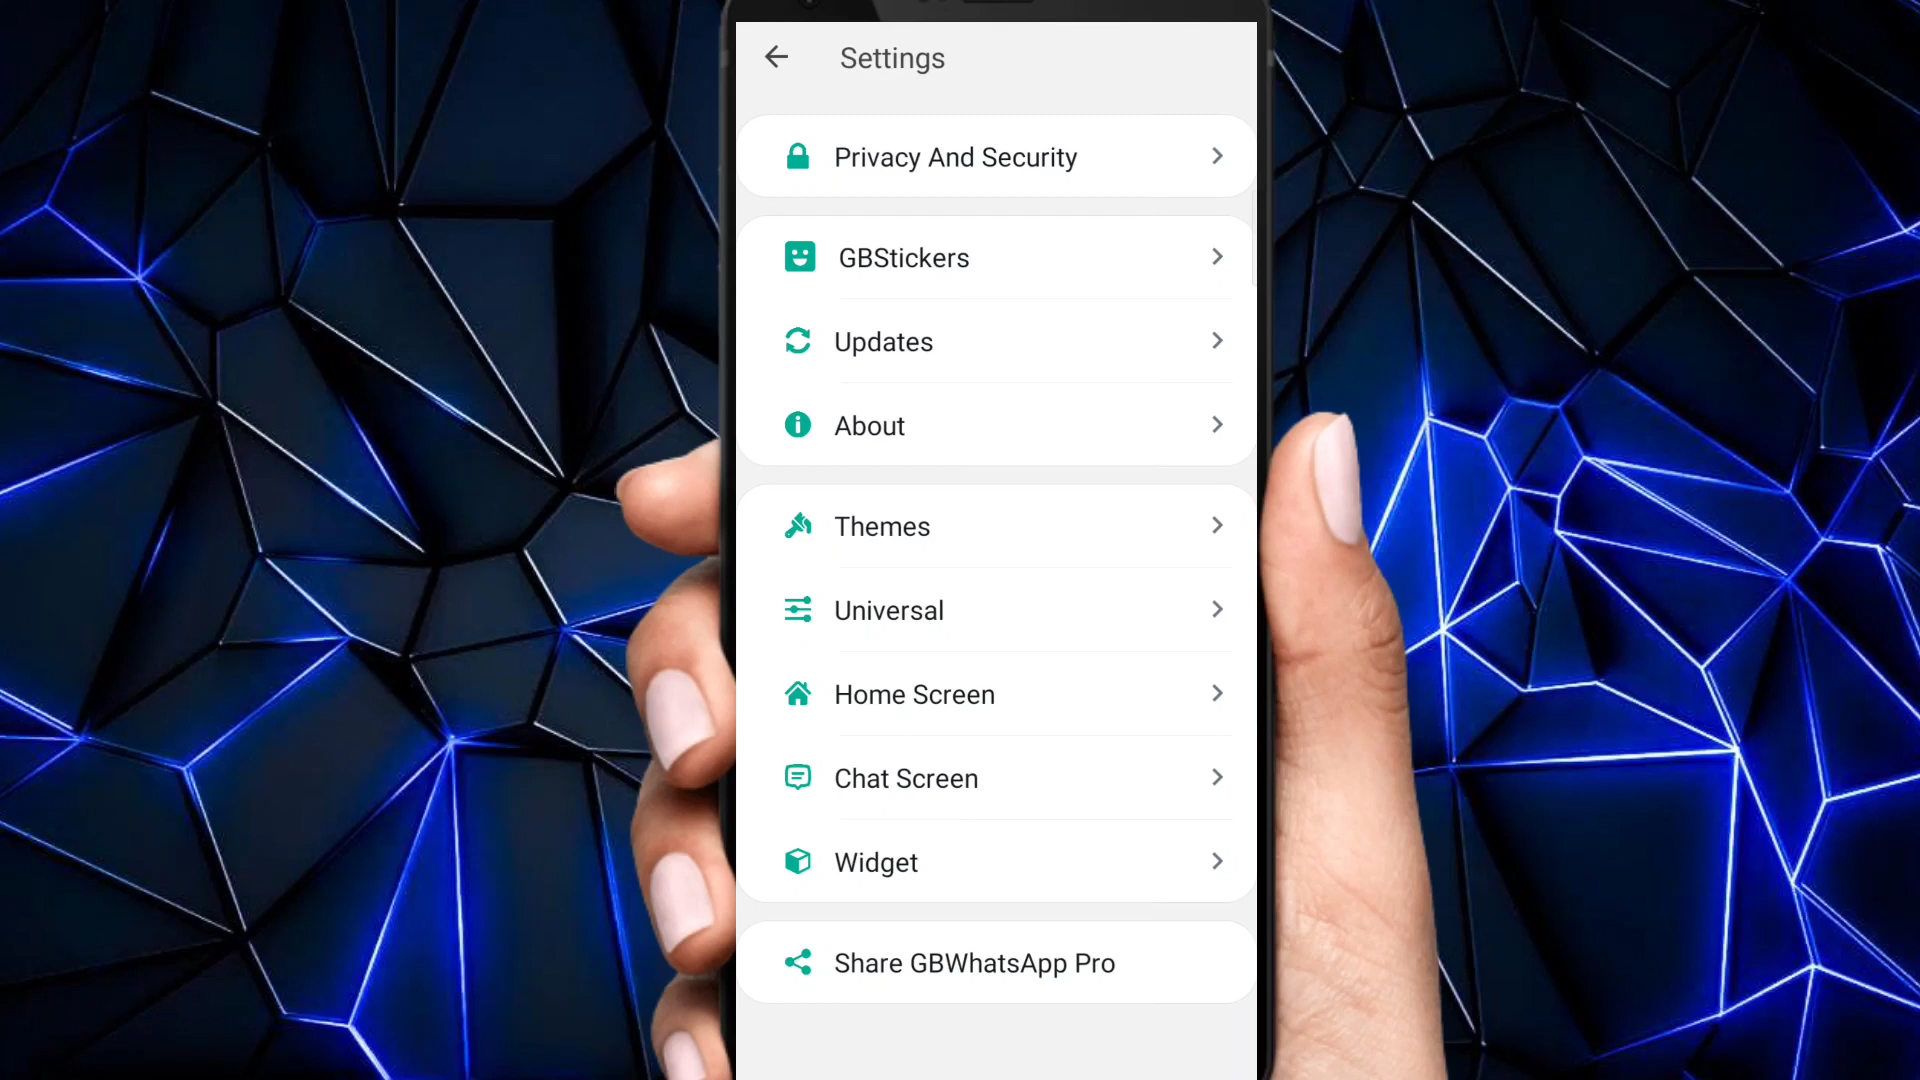 Settings
Privacy And Security
GBStickers
Updates
About
Themes
Universal
Home Screen
Chat Screen
Widget
Share GBWhatsApp Pro